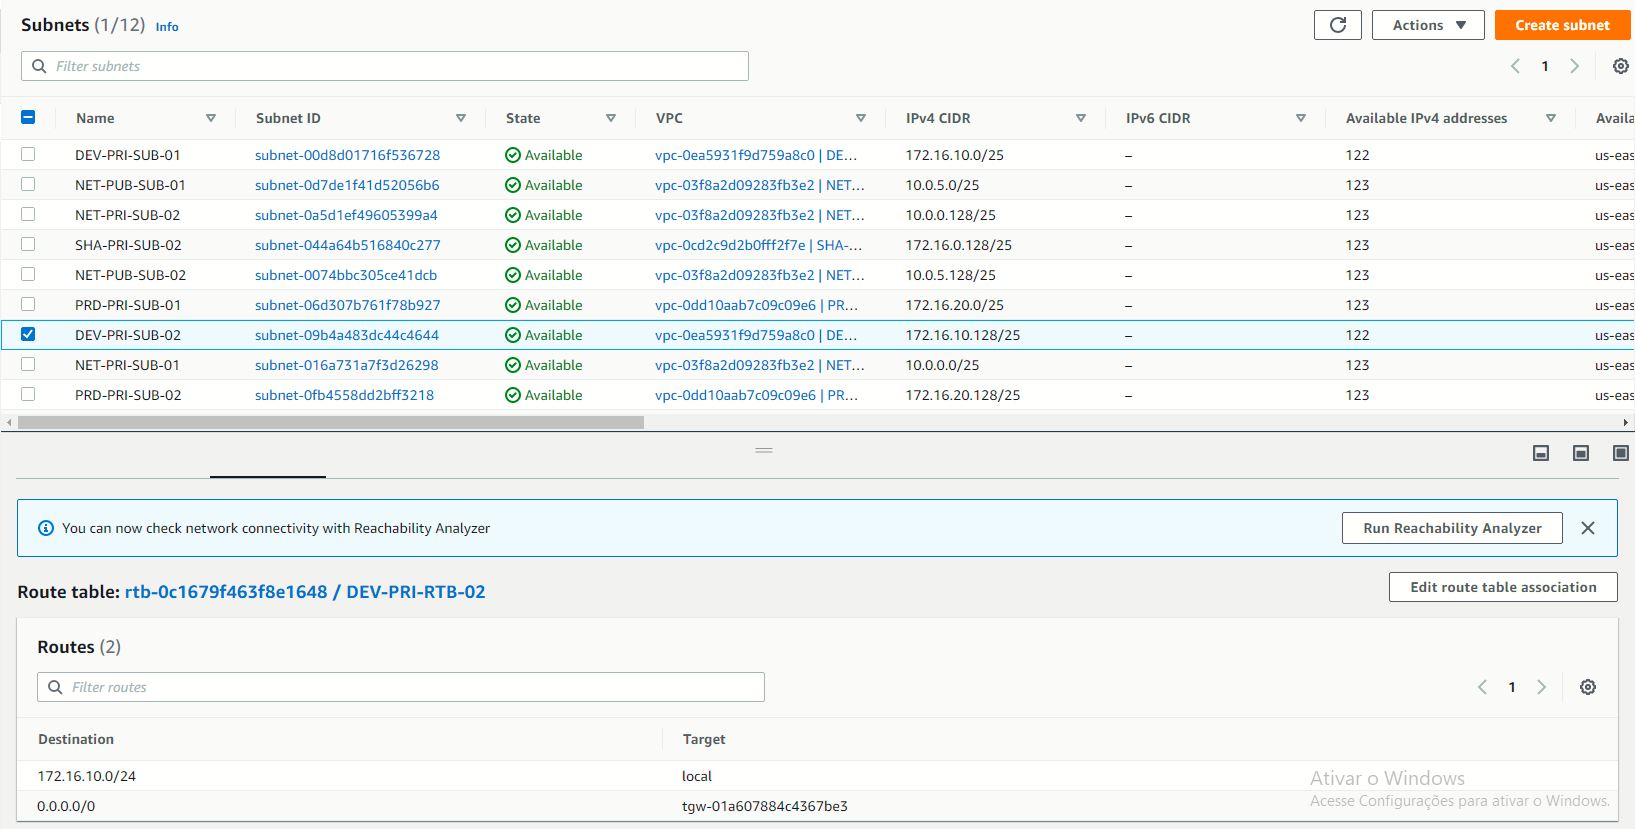 Subnets (1/12) Info
Actions
Create subnet
Filter subnets
1
Name Subnet ID State VPC IPv4 CIDR IPv6 CIDR Available IPv4 addresses Availa
DEV-PRI-SUB-01 subnet-00d8d01716f536728 Available vpc-0ea5931f9d759a8c0 | DE... 172.16.10.0/25 – 122 us-eas
NET-PUB-SUB-01 subnet-0d7de1f41d52056b6 Available vpc-03f8a2d09283fb3e2 | NET... 10.0.5.0/25 – 123 us-eas
NET-PRI-SUB-02 subnet-0a5d1ef49605399a4 Available vpc-03f8a2d09283fb3e2 | NET... 10.0.0.128/25 – 123 us-eas
SHA-PRI-SUB-02 subnet-044a64b516840c277 Available vpc-0cd2c9d2b0fff2f7e | SHA-... 172.16.0.128/25 – 123 us-eas
NET-PUB-SUB-02 subnet-0074bbc305ce41dcb Available vpc-03f8a2d09283fb3e2 | NET... 10.0.5.128/25 – 123 us-eas
PRD-PRI-SUB-01 subnet-06d307b761f78b927 Available vpc-0dd10aab7c09c09e6 | PR... 172.16.20.0/25 – 123 us-eas
DEV-PRI-SUB-02 subnet-09b4a483dc44c4644 Available vpc-0ea5931f9d759a8c0 | DE... 172.16.10.128/25 – 122 us-eas
NET-PRI-SUB-01 subnet-016a731a7f3d26298 Available vpc-03f8a2d09283fb3e2 | NET... 10.0.0.0/25 – 123 us-eas
PRD-PRI-SUB-02 subnet-0fb4558dd2bff3218 Available vpc-0dd10aab7c09c09e6 | PR... 172.16.20.128/25 – 123 us-eas
You can now check network connectivity with Reachability Analyzer
Run Reachability Analyzer
Route table: rtb-0c1679f463f8e1648 / DEV-PRI-RTB-02
Edit route table association
Routes (2)
Filter routes
1
Destination Target
172.16.10.0/24 local
0.0.0.0/0 tgw-01a607884c4367be3
Ativar o Windows
Acesse Configurações para ativar o Windows.